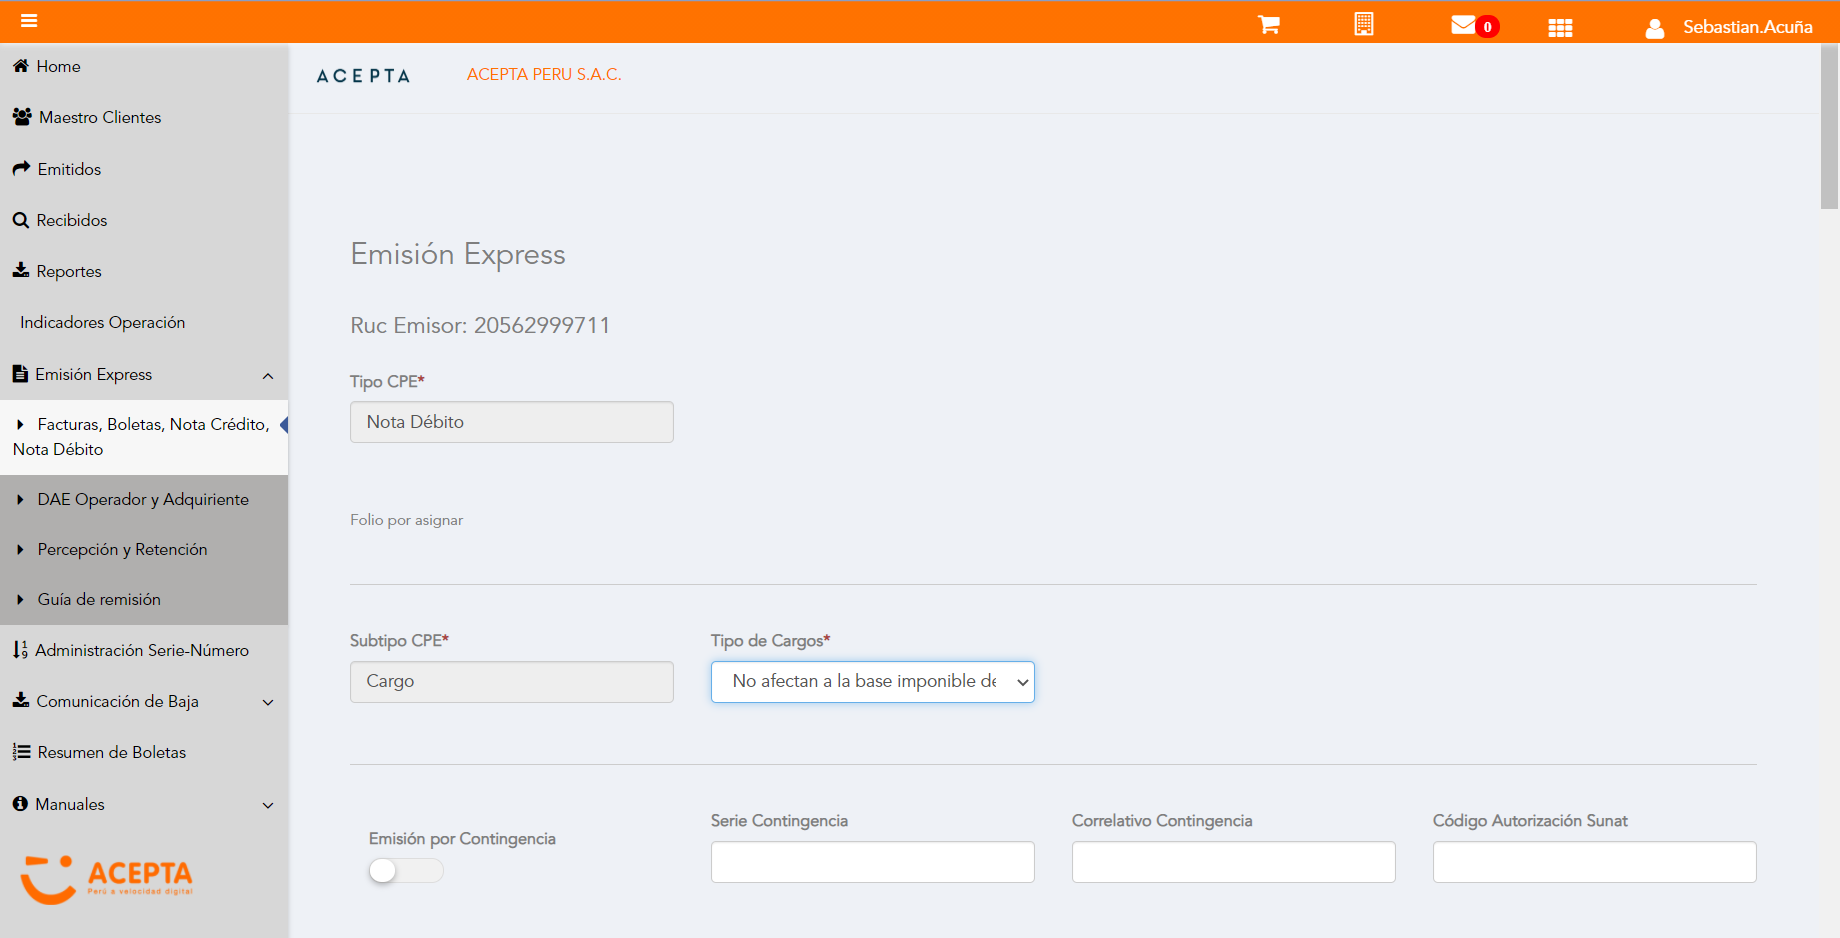 0
Sebastian.Acuña
Home
Maestro Clientes
Emitidos
Recibidos
Reportes
Indicadores Operación
Emisión Express
Facturas, Boletas, Nota Crédito,
Nota Débito
DAE Operador y Adquiriente
Percepción y Retención
Guía de remisión
Administración Serie-Número
Comunicación de Baja
Resumen de Boletas
Manuales
ACEPTA
Perú a velocidad digital
ACEPTA
ACEPTA PERU S.A.C.
Emisión Express
Ruc Emisor: 20562999711
Tipo CPE*
Nota Débito
Folio por asignar
Subtipo CPE*
Tipo de Cargos*
Cargo
No afectan a la base imponible de
Emisión por Contingencia
Serie Contingencia
Correlativo Contingencia
Código Autorización Sunat